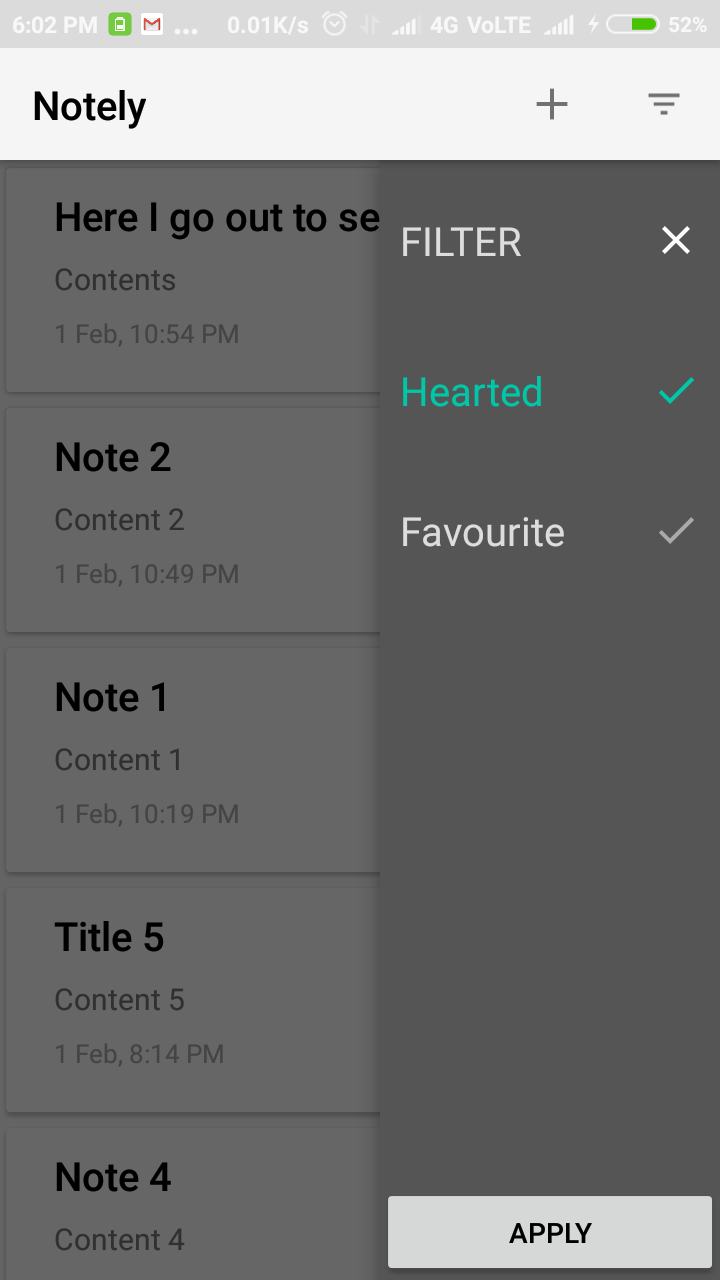 6:02 PM ... 0.01K/s 4G VoLTE 52%
Notely
Here I go out to se
Contents
1 Feb, 10:54 PM
Note 2
Content 2
1 Feb, 10:49 PM
Note 1
Content 1
1 Feb, 10:19 PM
Title 5
Content 5
1 Feb, 8:14 PM
Note 4
Content 4
FILTER
Hearted
Favourite
APPLY